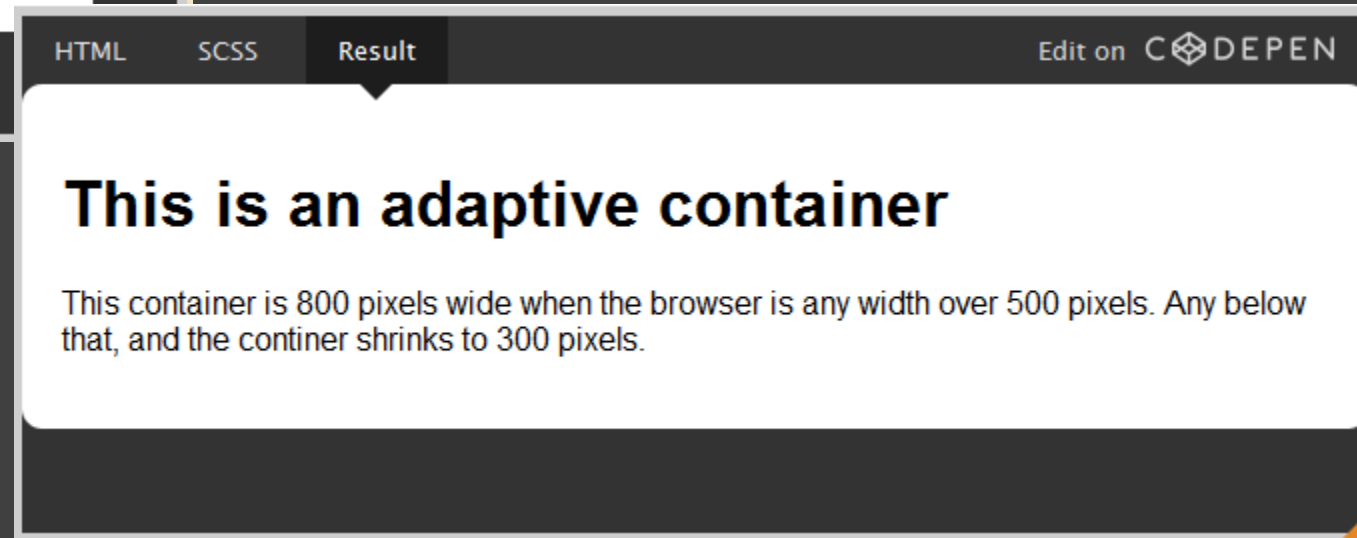 HTML SCSS Result Edit on CODEPEN
This is an adaptive container
This container is 800 pixels wide when the browser is any width over 500 pixels. Any below
that, and the continer shrinks to 300 pixels.